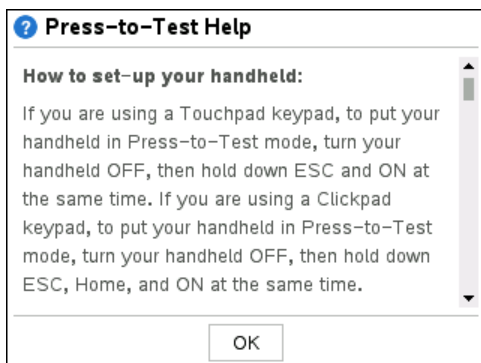 Press-to-Test Help
How to set-up your handheld:
If you are using a Touchpad keypad, to put your
handheld in Press-to-Test mode, turn your
handheld OFF, then hold down ESC and ON at
the same time. If you are using a Clickpad
keypad, to put your handheld in Press-to-Test
mode, turn your handheld OFF, then hold down
ESC, Home, and ON at the same time.
OK